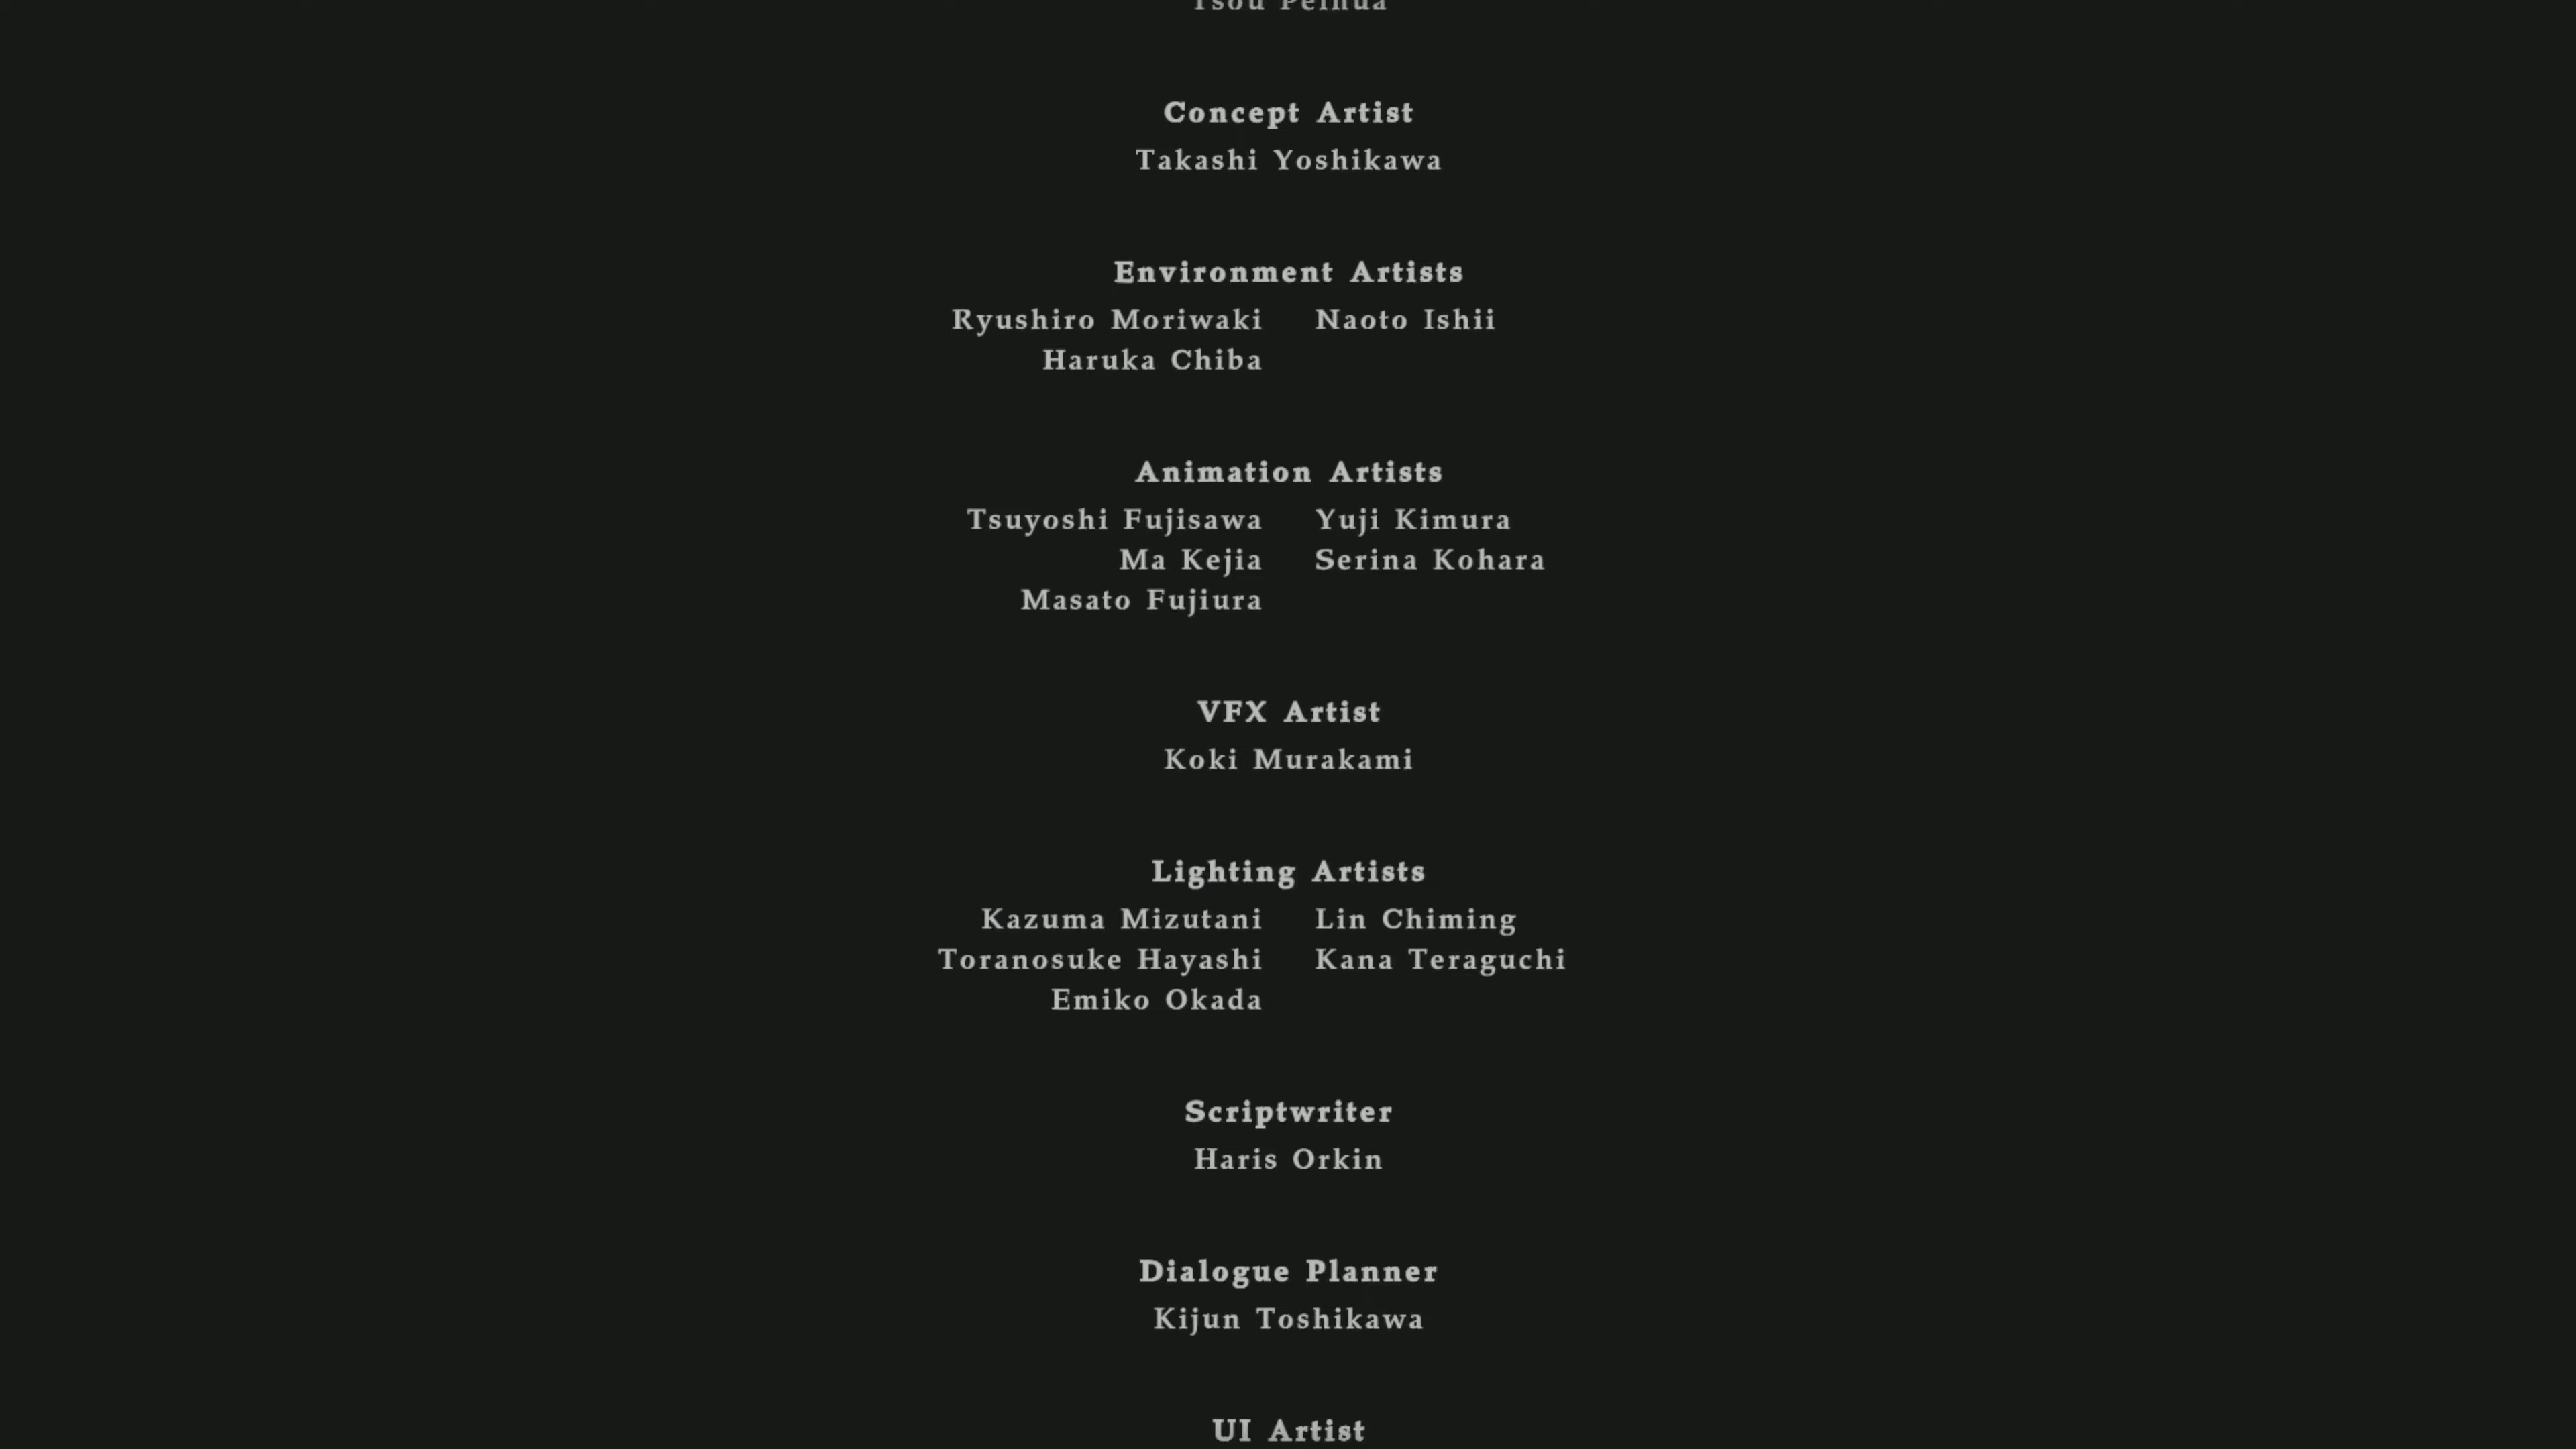 Tsou Peihua
Concept Artist
Takashi Yoshikawa
Environment Artists
Ryushiro Moriwaki Naoto Ishii
Haruka Chiba
Animation Artists
Tsuyoshi Fujisawa Yuji Kimura
Ma Kejia Serina Kohara
Masato Fujiura
VFX Artist
Koki Murakami
Lighting Artists
Kazuma Mizutani Lin Chiming
Toranosuke Hayashi Kana Teraguchi
Emiko Okada
Scriptwriter
Haris Orkin
Dialogue Planner
Kijun Toshikawa
UI Artist